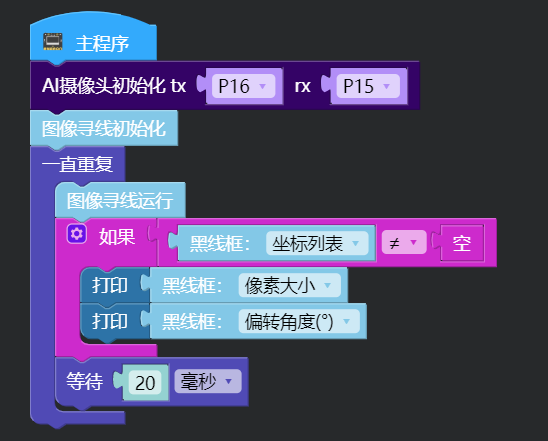 主程序
AI摄像头初始化 tx P16 rx P15
图像寻线初始化
一直重复
图像寻线运行
如果 黑线框： 坐标列表 ≠ 空
打印 黑线框： 像素大小
打印 黑线框： 偏转角度(°)
等待 20 毫秒